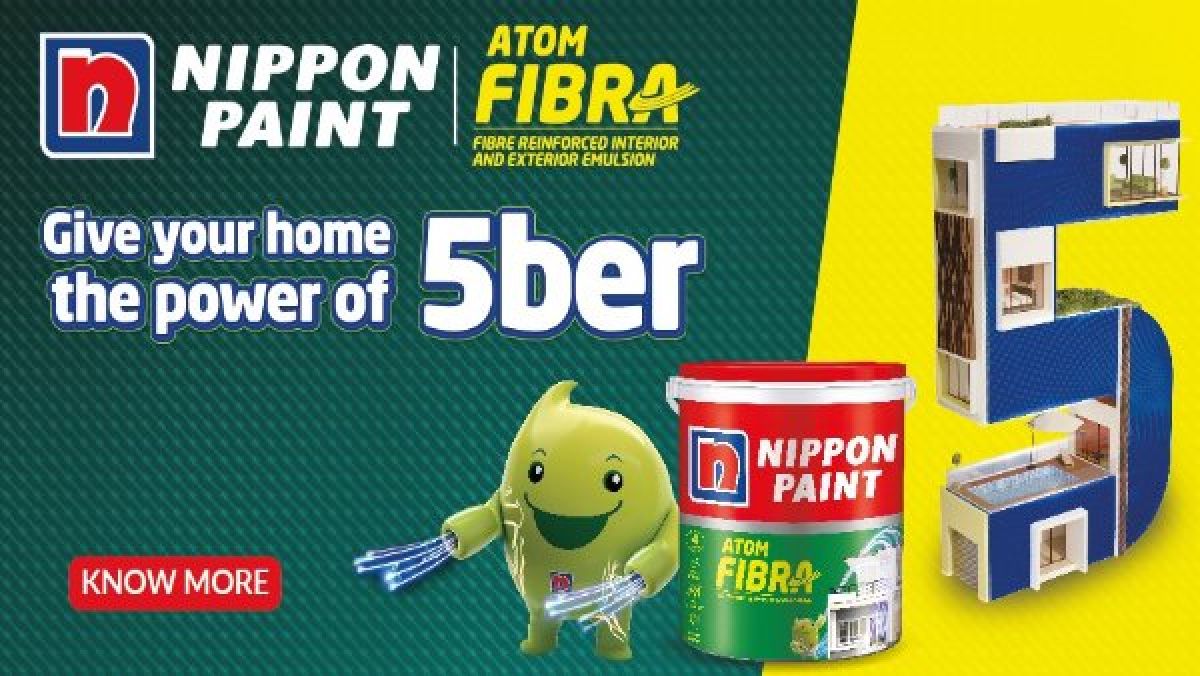 n NIPPON
PAINT
ATOM
FIBRA
FIBRE REINFORCED INTERIOR
AND EXTERIOR EMULSION
Give your home
the power of
5ber
n NIPPON
PAINT
ATOM
FIBRA
KNOW MORE
5